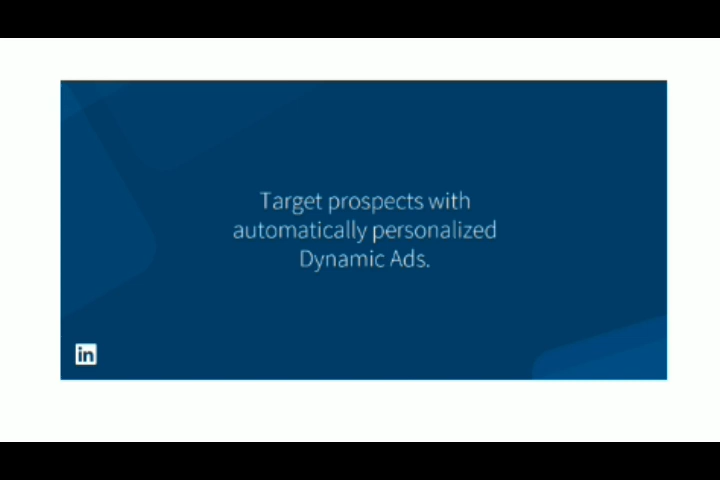 Target prospects with
automatically personalized
Dynamic Ads.
in